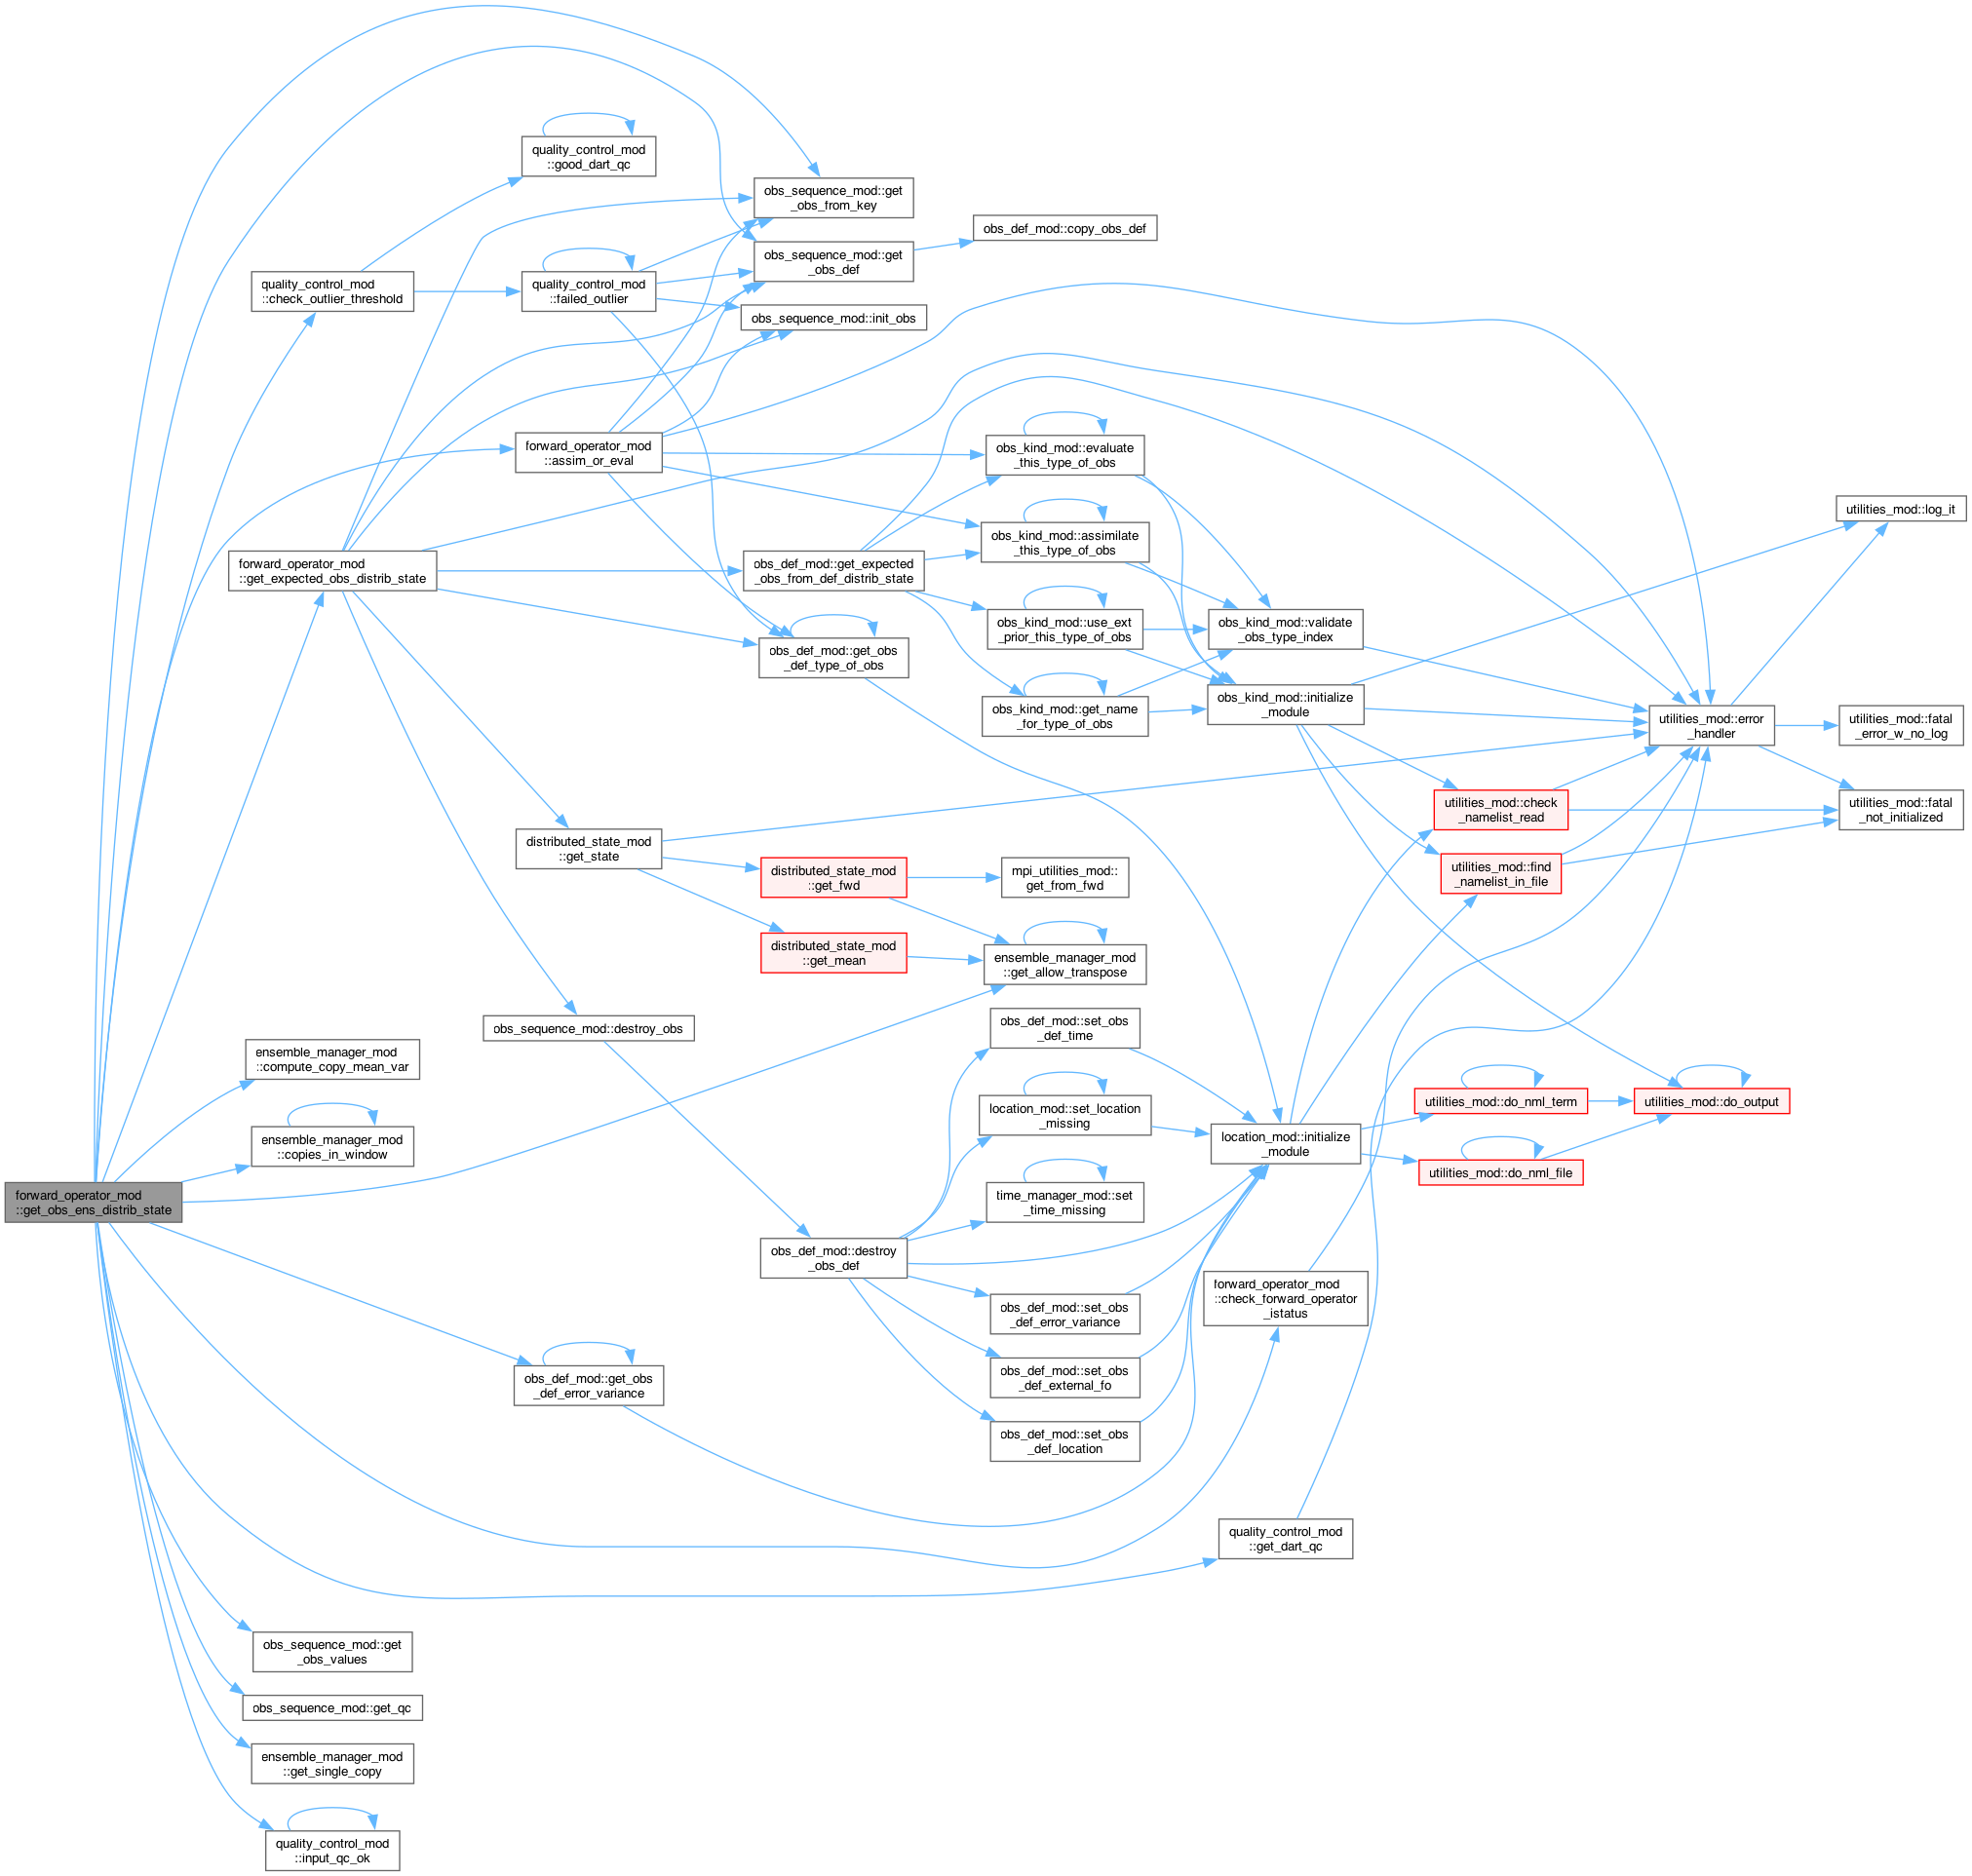 quality_control_mod
::good_dart_qc
obs_sequence_mod::get
_obs_from_key
obs_def_mod::copy_obs_def
obs_sequence_mod::get
_obs_def
quality_control_mod
::check_outlier_threshold
quality_control_mod
::failed_outlier
obs_sequence_mod::init_obs
forward_operator_mod
::assim_or_eval
obs_kind_mod::evaluate
_this_type_of_obs
utilities_mod::log_it
obs_kind_mod::assimilate
_this_type_of_obs
forward_operator_mod
::get_expected_obs_distrib_state
obs_def_mod::get_expected
_obs_from_def_distrib_state
obs_kind_mod::use_ext
_prior_this_type_of_obs
obs_kind_mod::validate
_obs_type_index
obs_def_mod::get_obs
_def_type_of_obs
obs_kind_mod::get_name
_for_type_of_obs
obs_kind_mod::initialize
_module
utilities_mod::error
_handler
utilities_mod::fatal
_error_w_no_log
utilities_mod::check
_namelist_read
utilities_mod::fatal
_not_initialized
distributed_state_mod
::get_state
distributed_state_mod
::get_fwd
mpi_utilities_mod::
get_from_fwd
utilities_mod::find
_namelist_in_file
distributed_state_mod
::get_mean
ensemble_manager_mod
::get_allow_transpose
obs_sequence_mod::destroy_obs
obs_def_mod::set_obs
_def_time
ensemble_manager_mod
::compute_copy_mean_var
utilities_mod::do_nml_term
utilities_mod::do_output
location_mod::set_location
_missing
ensemble_manager_mod
::copies_in_window
location_mod::initialize
_module
utilities_mod::do_nml_file
forward_operator_mod
::get_obs_ens_distrib_state
time_manager_mod::set
_time_missing
obs_def_mod::destroy
_obs_def
forward_operator_mod
::check_forward_operator
_istatus
obs_def_mod::set_obs
_def_error_variance
obs_def_mod::set_obs
_def_external_fo
obs_def_mod::get_obs
_def_error_variance
obs_def_mod::set_obs
_def_location
quality_control_mod
::get_dart_qc
obs_sequence_mod::get
_obs_values
obs_sequence_mod::get_qc
ensemble_manager_mod
::get_single_copy
quality_control_mod
::input_qc_ok